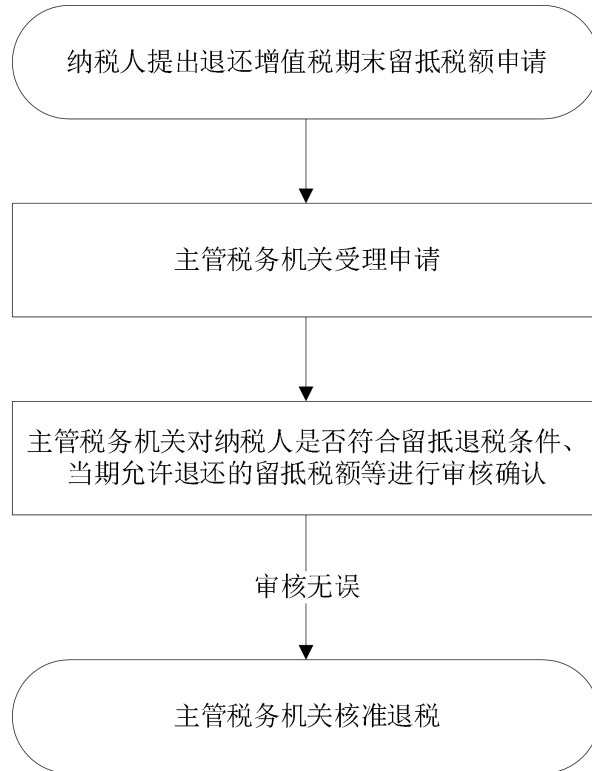 纳税人提出退还增值税期末留抵税额申请
主管税务机关受理申请
主管税务机关对纳税人是否符合留抵退税条件、
当期允许退还的留抵税额等进行审核确认
审核无误
主管税务机关核准退税